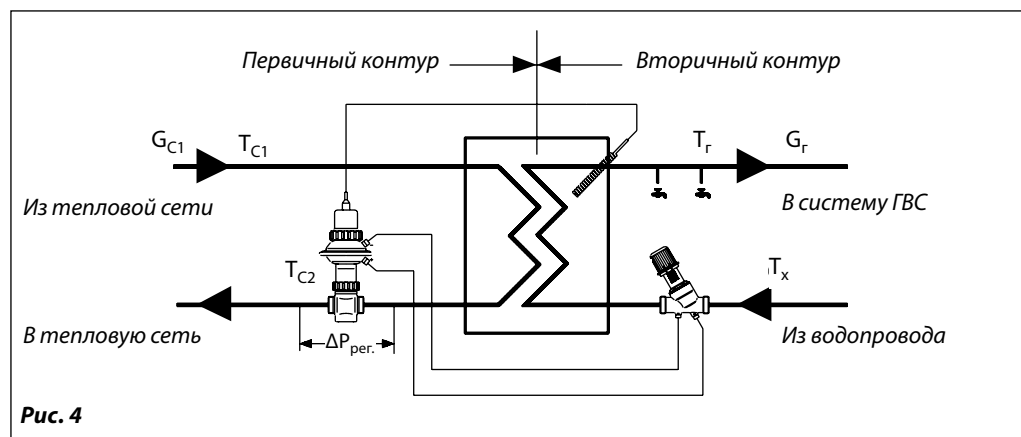 Первичный контур
Вторичный контур
G_C1
T_C1
T_г
G_г
Из тепловой сети
В систему ГВС
T_C2
T_x
В тепловую сеть
ΔP_рег.
Из водопровода
Рис. 4